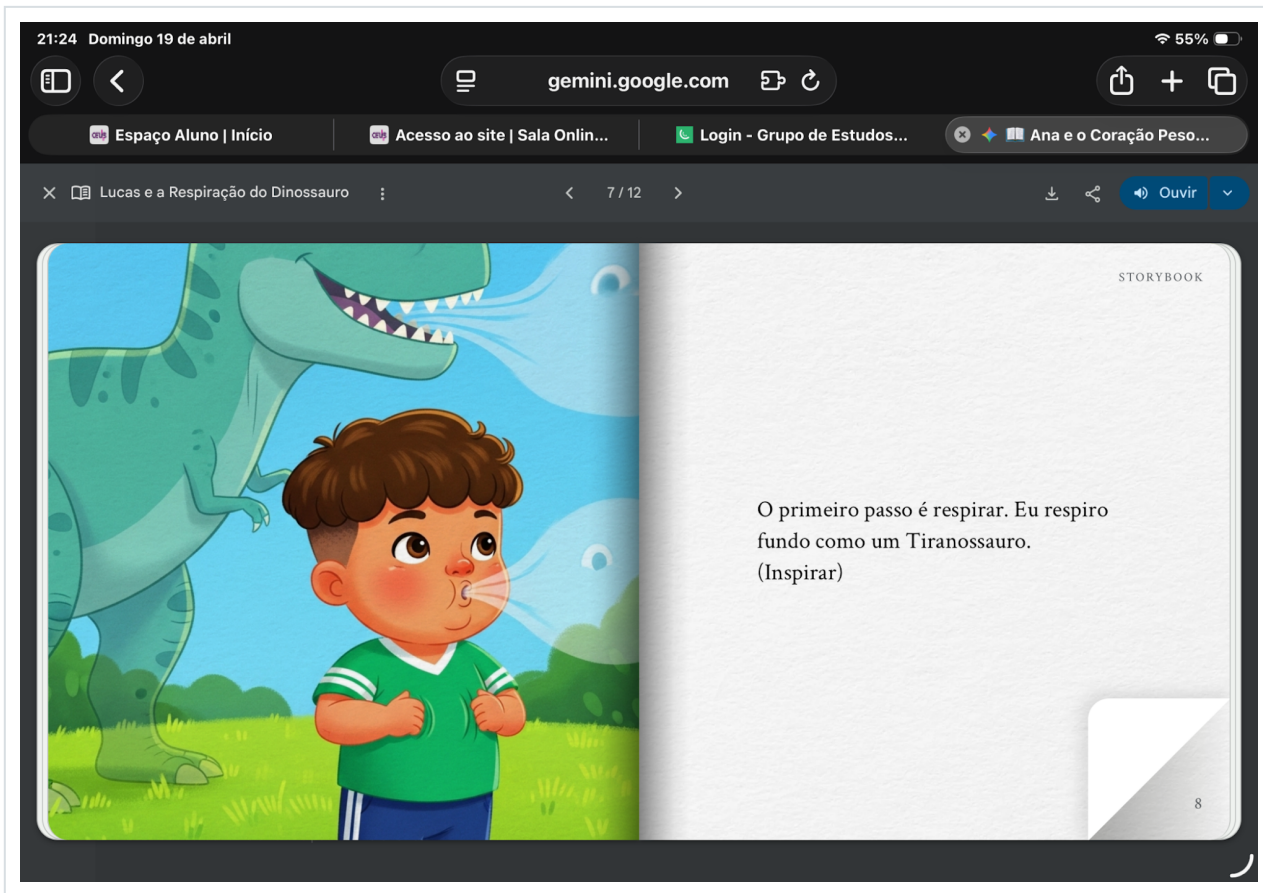 21:24 Domingo 19 de abril
55%
gemini.google.com
Espaço Aluno | Início
Acesso ao site | Sala Onlin...
Login - Grupo de Estudos...
Ana e o Coração Peso...
Lucas e a Respiração do Dinossauro
7 / 12
Ouvir
STORYBOOK
O primeiro passo é respirar. Eu respiro
fundo como um Tiranossauro.
(Inspirar)
8